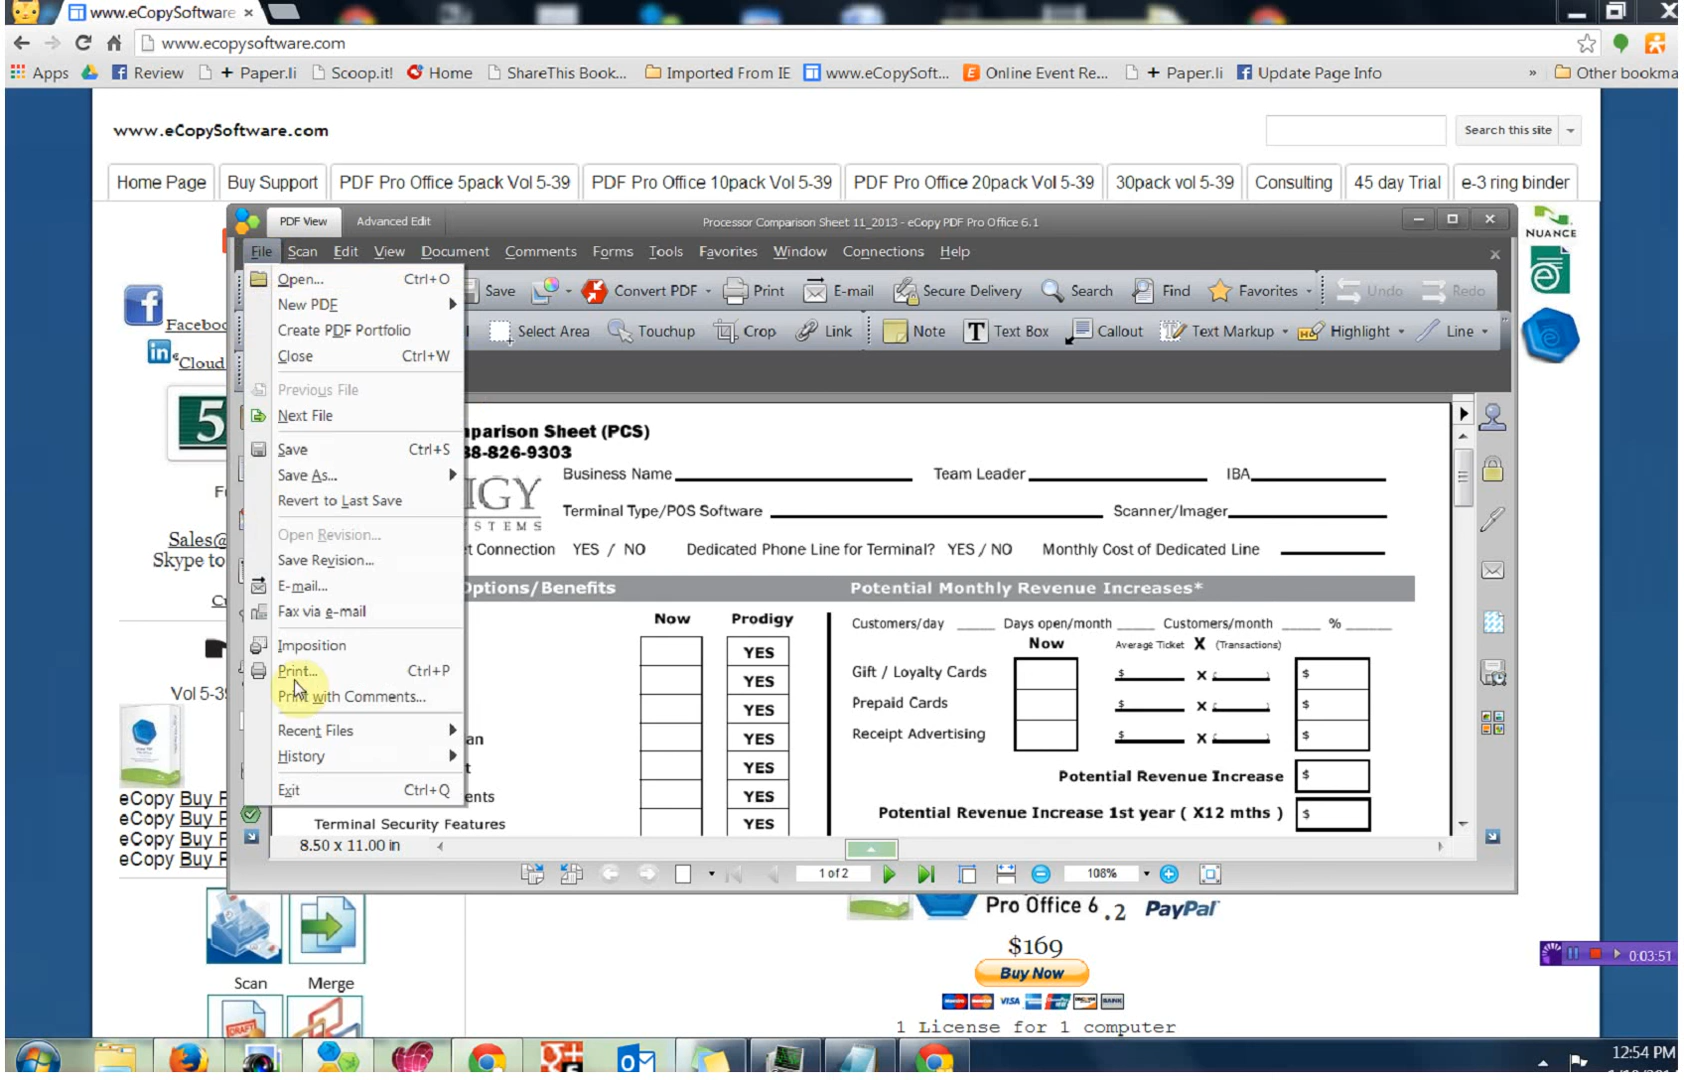 www.eCopySoftware
www.ecopysoftware.com
Apps Review + Paper.li Scoop.it! Home ShareThis Book... Imported From IE www.eCopySoft... Online Event Re... + Paper.li Update Page Info » Other bookma
www.eCopySoftware.com
Search this site
Home Page Buy Support PDF Pro Office 5pack Vol 5-39 PDF Pro Office 10pack Vol 5-39 PDF Pro Office 20pack Vol 5-39 30pack vol 5-39 Consulting 45 day Trial e-3 ring binder
PDF View Advanced Edit Processor Comparison Sheet 11_2013 - eCopy PDF Pro Office 6.1
NUANCE
File Scan Edit View Document Comments Forms Tools Favorites Window Connections Help
Save Convert PDF Print E-mail Secure Delivery Search Find Favorites Undo Redo
Select Area Touchup Crop Link Note Text Box Callout Text Markup Highlight Line
Open... Ctrl+O
New PDF
Create PDF Portfolio
Close Ctrl+W
Previous File
Next File
Save Ctrl+S
Save As...
Revert to Last Save
Open Revision...
Save Revision...
E-mail...
Fax via e-mail
Imposition
Print... Ctrl+P
Print with Comments...
Recent Files
History
Exit Ctrl+Q
Faceboo
Cloud
5
F
Sales@
Skype to
Vol 5-39
eCopy Buy F
eCopy Buy F
eCopy Buy F
eCopy Buy F
parison Sheet (PCS)
38-826-9303
IGY
STEMS
Business Name Team Leader IBA
Terminal Type/POS Software Scanner/Imager
t Connection YES / NO Dedicated Phone Line for Terminal? YES / NO Monthly Cost of Dedicated Line
ptions/Benefits Potential Monthly Revenue Increases*
Now Prodigy
YES
YES
YES
an YES
t YES
ents YES
Terminal Security Features YES
Customers/day Days open/month Customers/month %
Now Average Ticket X (Transactions)
Gift / Loyalty Cards $ X ( ) $
Prepaid Cards $ X ( ) $
Receipt Advertising $ X ( ) $
Potential Revenue Increase $
Potential Revenue Increase 1st year ( X12 mths ) $
8.50 x 11.00 in
1 of 2 108%
Pro Office 6 .2 PayPal
$169
Buy Now
VISA BANK
1 License for 1 computer
Scan Merge
DRAFT
0:03:51
12:54 PM